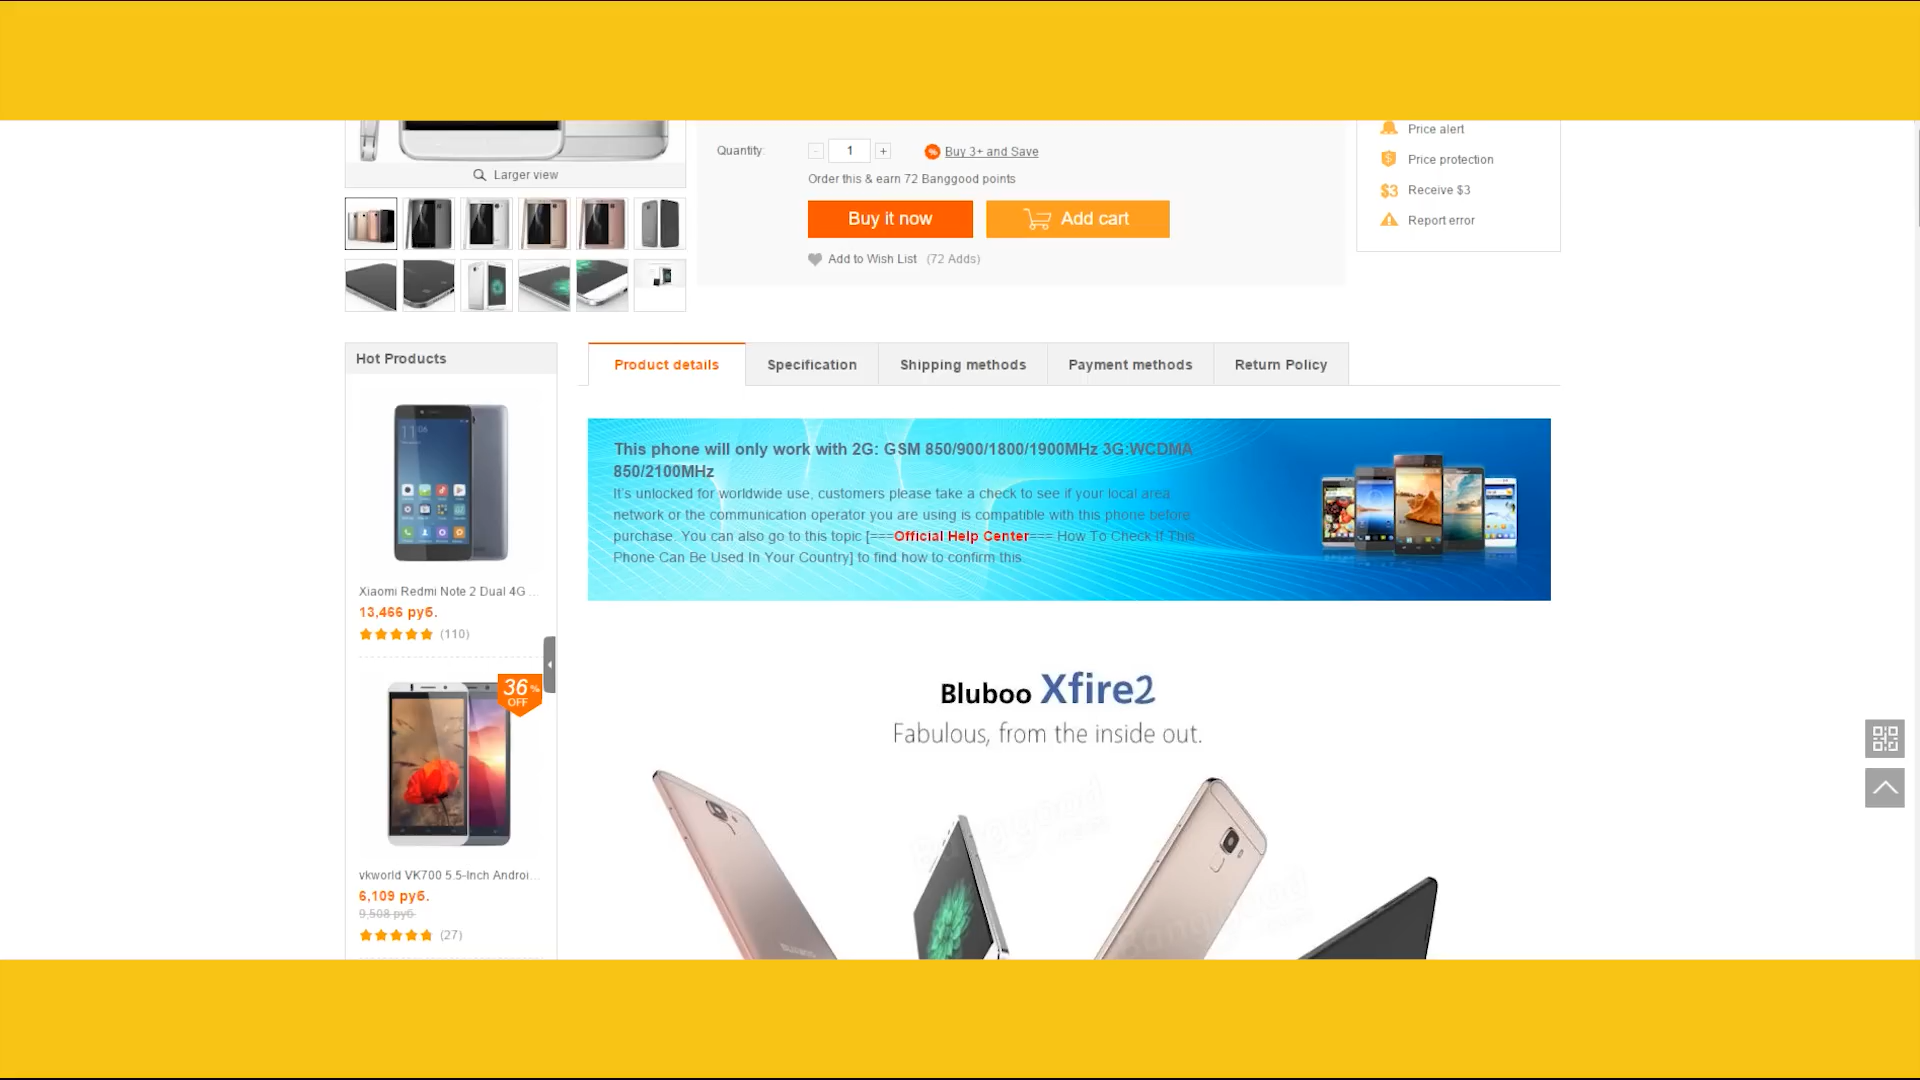 Price alert
Quantity:
-
1
+
Buy 3+ and Save
Price protection
Larger view
Order this & earn 72 Banggood points
$3 Receive $3
Buy it now
Add cart
Report error
Add to Wish List (72 Adds)
Hot Products
Product details
Specification
Shipping methods
Payment methods
Return Policy
This phone will only work with 2G: GSM 850/900/1800/1900MHz 3G:WCDMA
850/2100MHz
It's unlocked for worldwide use, customers please take a check to see if your local area
network or the communication operator you are using is compatible with this phone before
purchase. You can also go to this topic [===Official Help Center=== How To Check If This
Phone Can Be Used In Your Country] to find how to confirm this
11:06
Xiaomi Redmi Note 2 Dual 4G ...
13,466 руб.
(110)
36%
OFF
Bluboo Xfire2
Fabulous, from the inside out.
vkworld VK700 5.5-Inch Androi...
6,109 руб.
9,508 руб.
(27)